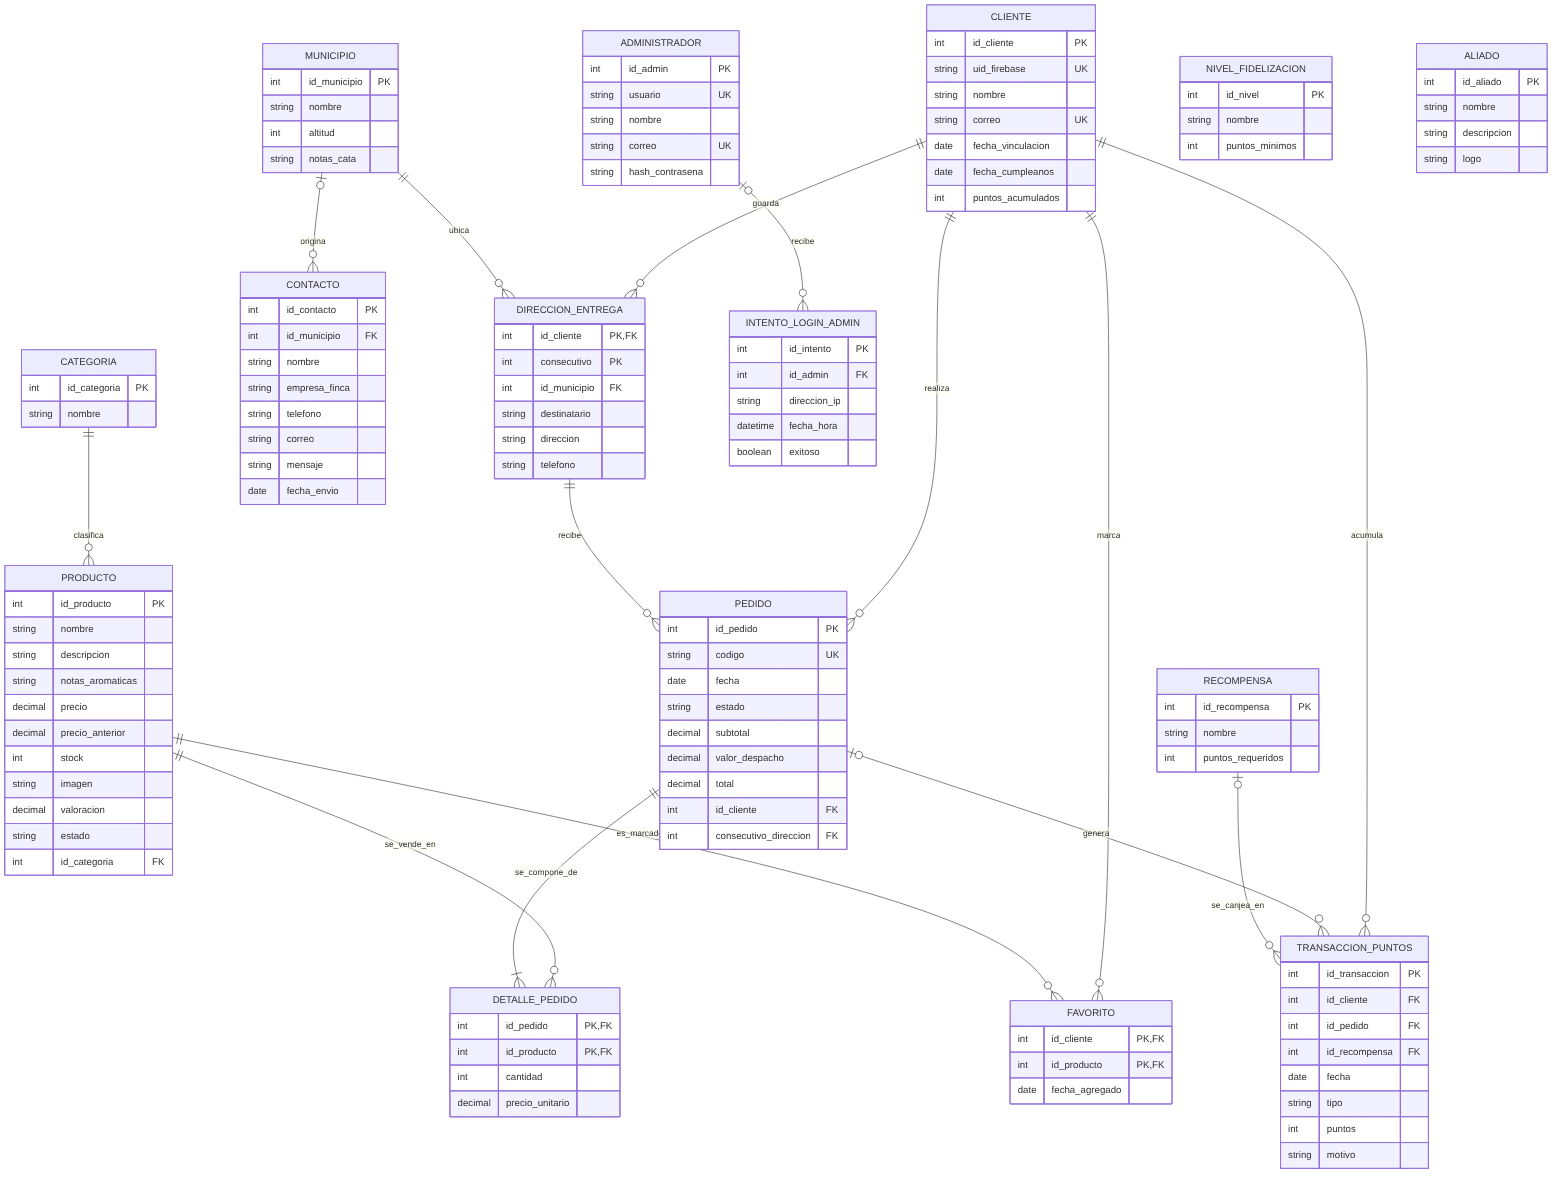 MUNICIPIO
int id_municipio PK
string nombre
int altitud
string notas_cata
ADMINISTRADOR
int id_admin PK
string usuario UK
string nombre
string correo UK
string hash_contrasena
CLIENTE
int id_cliente PK
string uid_firebase UK
string nombre
string correo UK
date fecha_vinculacion
date fecha_cumpleanos
int puntos_acumulados
NIVEL_FIDELIZACION
int id_nivel PK
string nombre
int puntos_minimos
ALIADO
int id_aliado PK
string nombre
string descripcion
string logo
origina
ubica
guarda
recibe
CATEGORIA
int id_categoria PK
string nombre
CONTACTO
int id_contacto PK
int id_municipio FK
string nombre
string empresa_finca
string telefono
string correo
string mensaje
date fecha_envio
DIRECCION_ENTREGA
int id_cliente PK,FK
int consecutivo PK
int id_municipio FK
string destinatario
string direccion
string telefono
INTENTO_LOGIN_ADMIN
int id_intento PK
int id_admin FK
string direccion_ip
datetime fecha_hora
boolean exitoso
realiza
clasifica
recibe
marca
acumula
PRODUCTO
int id_producto PK
string nombre
string descripcion
string notas_aromaticas
decimal precio
decimal precio_anterior
int stock
string imagen
decimal valoracion
string estado
int id_categoria FK
PEDIDO
int id_pedido PK
string codigo UK
date fecha
string estado
decimal subtotal
decimal valor_despacho
decimal total
int id_cliente FK
int consecutivo_direccion FK
RECOMPENSA
int id_recompensa PK
string nombre
int puntos_requeridos
se_vende_en
es_marcad
genera
se_compone_de
se_canjea_en
DETALLE_PEDIDO
int id_pedido PK,FK
int id_producto PK,FK
int cantidad
decimal precio_unitario
FAVORITO
int id_cliente PK,FK
int id_producto PK,FK
date fecha_agregado
TRANSACCION_PUNTOS
int id_transaccion PK
int id_cliente FK
int id_pedido FK
int id_recompensa FK
date fecha
string tipo
int puntos
string motivo